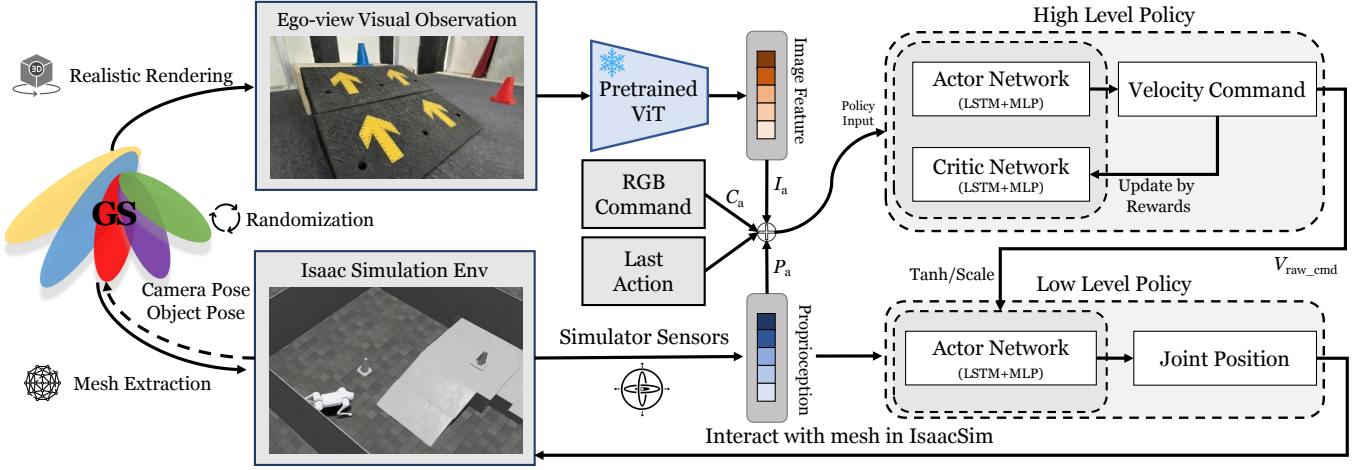 Ego-view Visual Observation
3D
Realistic Rendering
GS
Randomization
Camera Pose
Object Pose
Mesh Extraction
Isaac Simulation Env
Pretrained
ViT
Image Feature
RGB
Command
Last
Action
C_a
I_a
P_a
Simulator Sensors
Proprioception
Policy
Input
High Level Policy
Actor Network
(LSTM+MLP)
Velocity Command
Critic Network
(LSTM+MLP)
Update by
Rewards
Tanh/Scale
V_raw_cmd
Low Level Policy
Actor Network
(LSTM+MLP)
Joint Position
Interact with mesh in IsaacSim